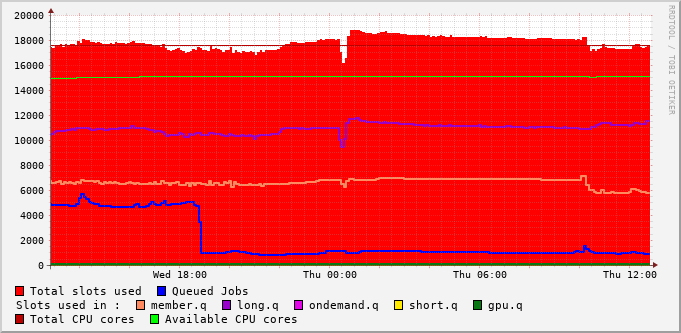 RRDTOOL / TOBI OETIKER
20000
18000
16000
14000
12000
10000
8000
6000
4000
2000
0
Wed 18:00 Thu 00:00 Thu 06:00 Thu 12:00
Total slots used Queued Jobs
Slots used in : member.q long.q ondemand.q short.q gpu.q
Total CPU cores Available CPU cores